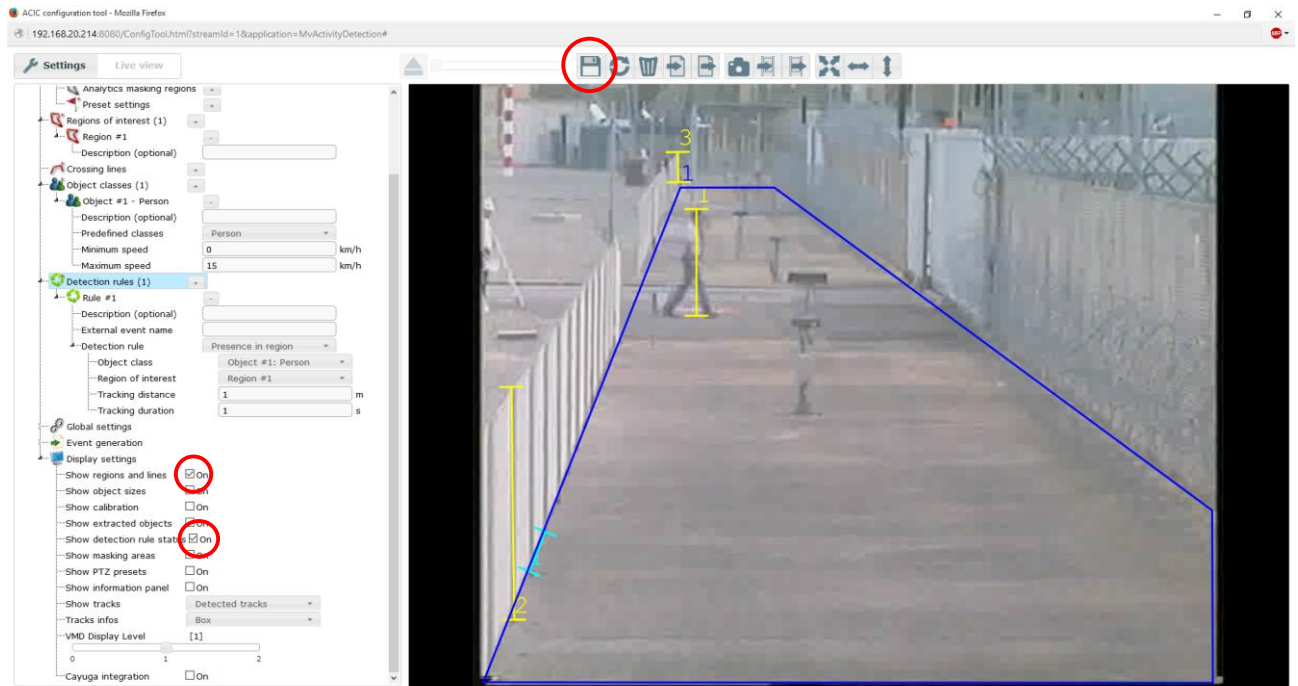 ACIC configuration tool - Mozilla Firefox
192.168.20.214:8080/ConfigTool.html?streamId=1&application=MvActivityDetection#
ABP
Settings Live view
Analytics masking regions +
Preset settings +
Regions of interest (1) +
Region #1 -
Description (optional)
Crossing lines +
Object classes (1) +
Object #1 - Person -
Description (optional)
Predefined classes Person
Minimum speed 0 km/h
Maximum speed 15 km/h
Detection rules (1) +
Rule #1 -
Description (optional)
External event name
Detection rule Presence in region
Object class Object #1: Person
Region of interest Region #1
Tracking distance 1 m
Tracking duration 1 s
Global settings
Event generation
Display settings
Show regions and lines On
Show object sizes On
Show calibration On
Show extracted objects On
Show detection rule status On
Show masking areas On
Show PTZ presets On
Show information panel On
Show tracks Detected tracks
Tracks infos Box
VMD Display Level [1]
0 1 2
Cayuga integration On
3
1
1
1
2